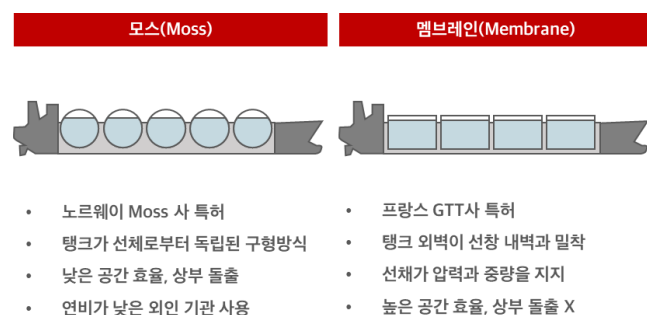 모스(Moss)
멤브레인(Membrane)
• 노르웨이 Moss 사 특허
• 탱크가 선체로부터 독립된 구형방식
• 낮은 공간 효율, 상부 돌출
• 연비가 낮은 외인 기관 사용
• 프랑스 GTT사 특허
• 탱크 외벽이 선창 내벽과 밀착
• 선채가 압력과 중량을 지지
• 높은 공간 효율, 상부 돌출 X